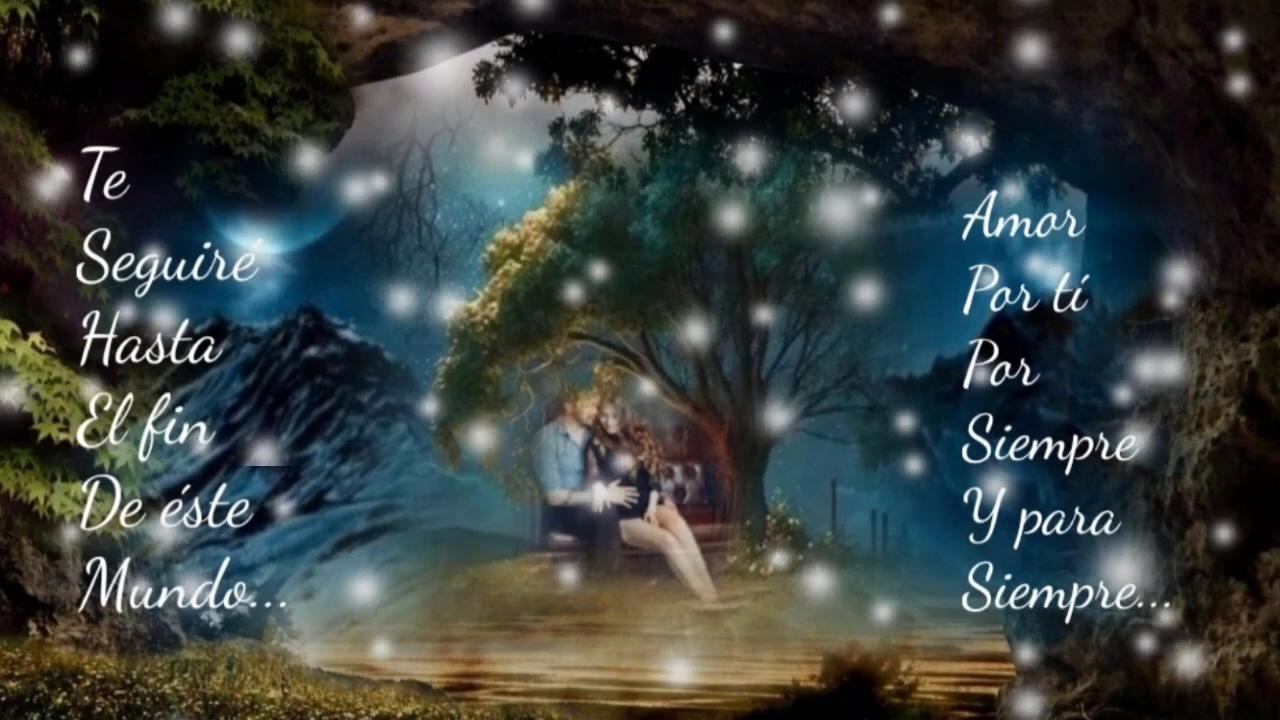 Te
Seguiré
Hasta
El fin
De éste
Mundo...
Amor
Por tí
Por
Siempre
Y para
Siempre...